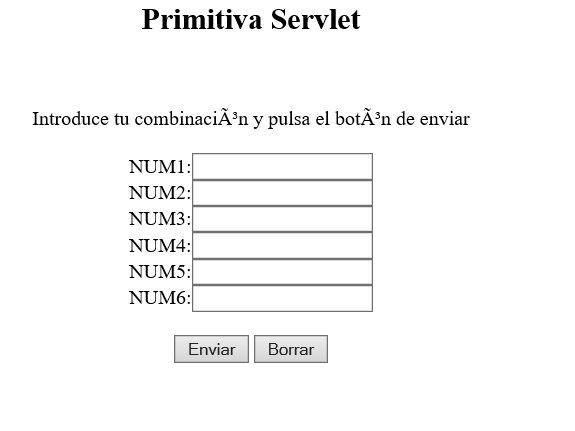 Primitiva Servlet
Introduce tu combinaciÃ³n y pulsa el botÃ³n de enviar
NUM1:
NUM2:
NUM3:
NUM4:
NUM5:
NUM6:
Enviar Borrar